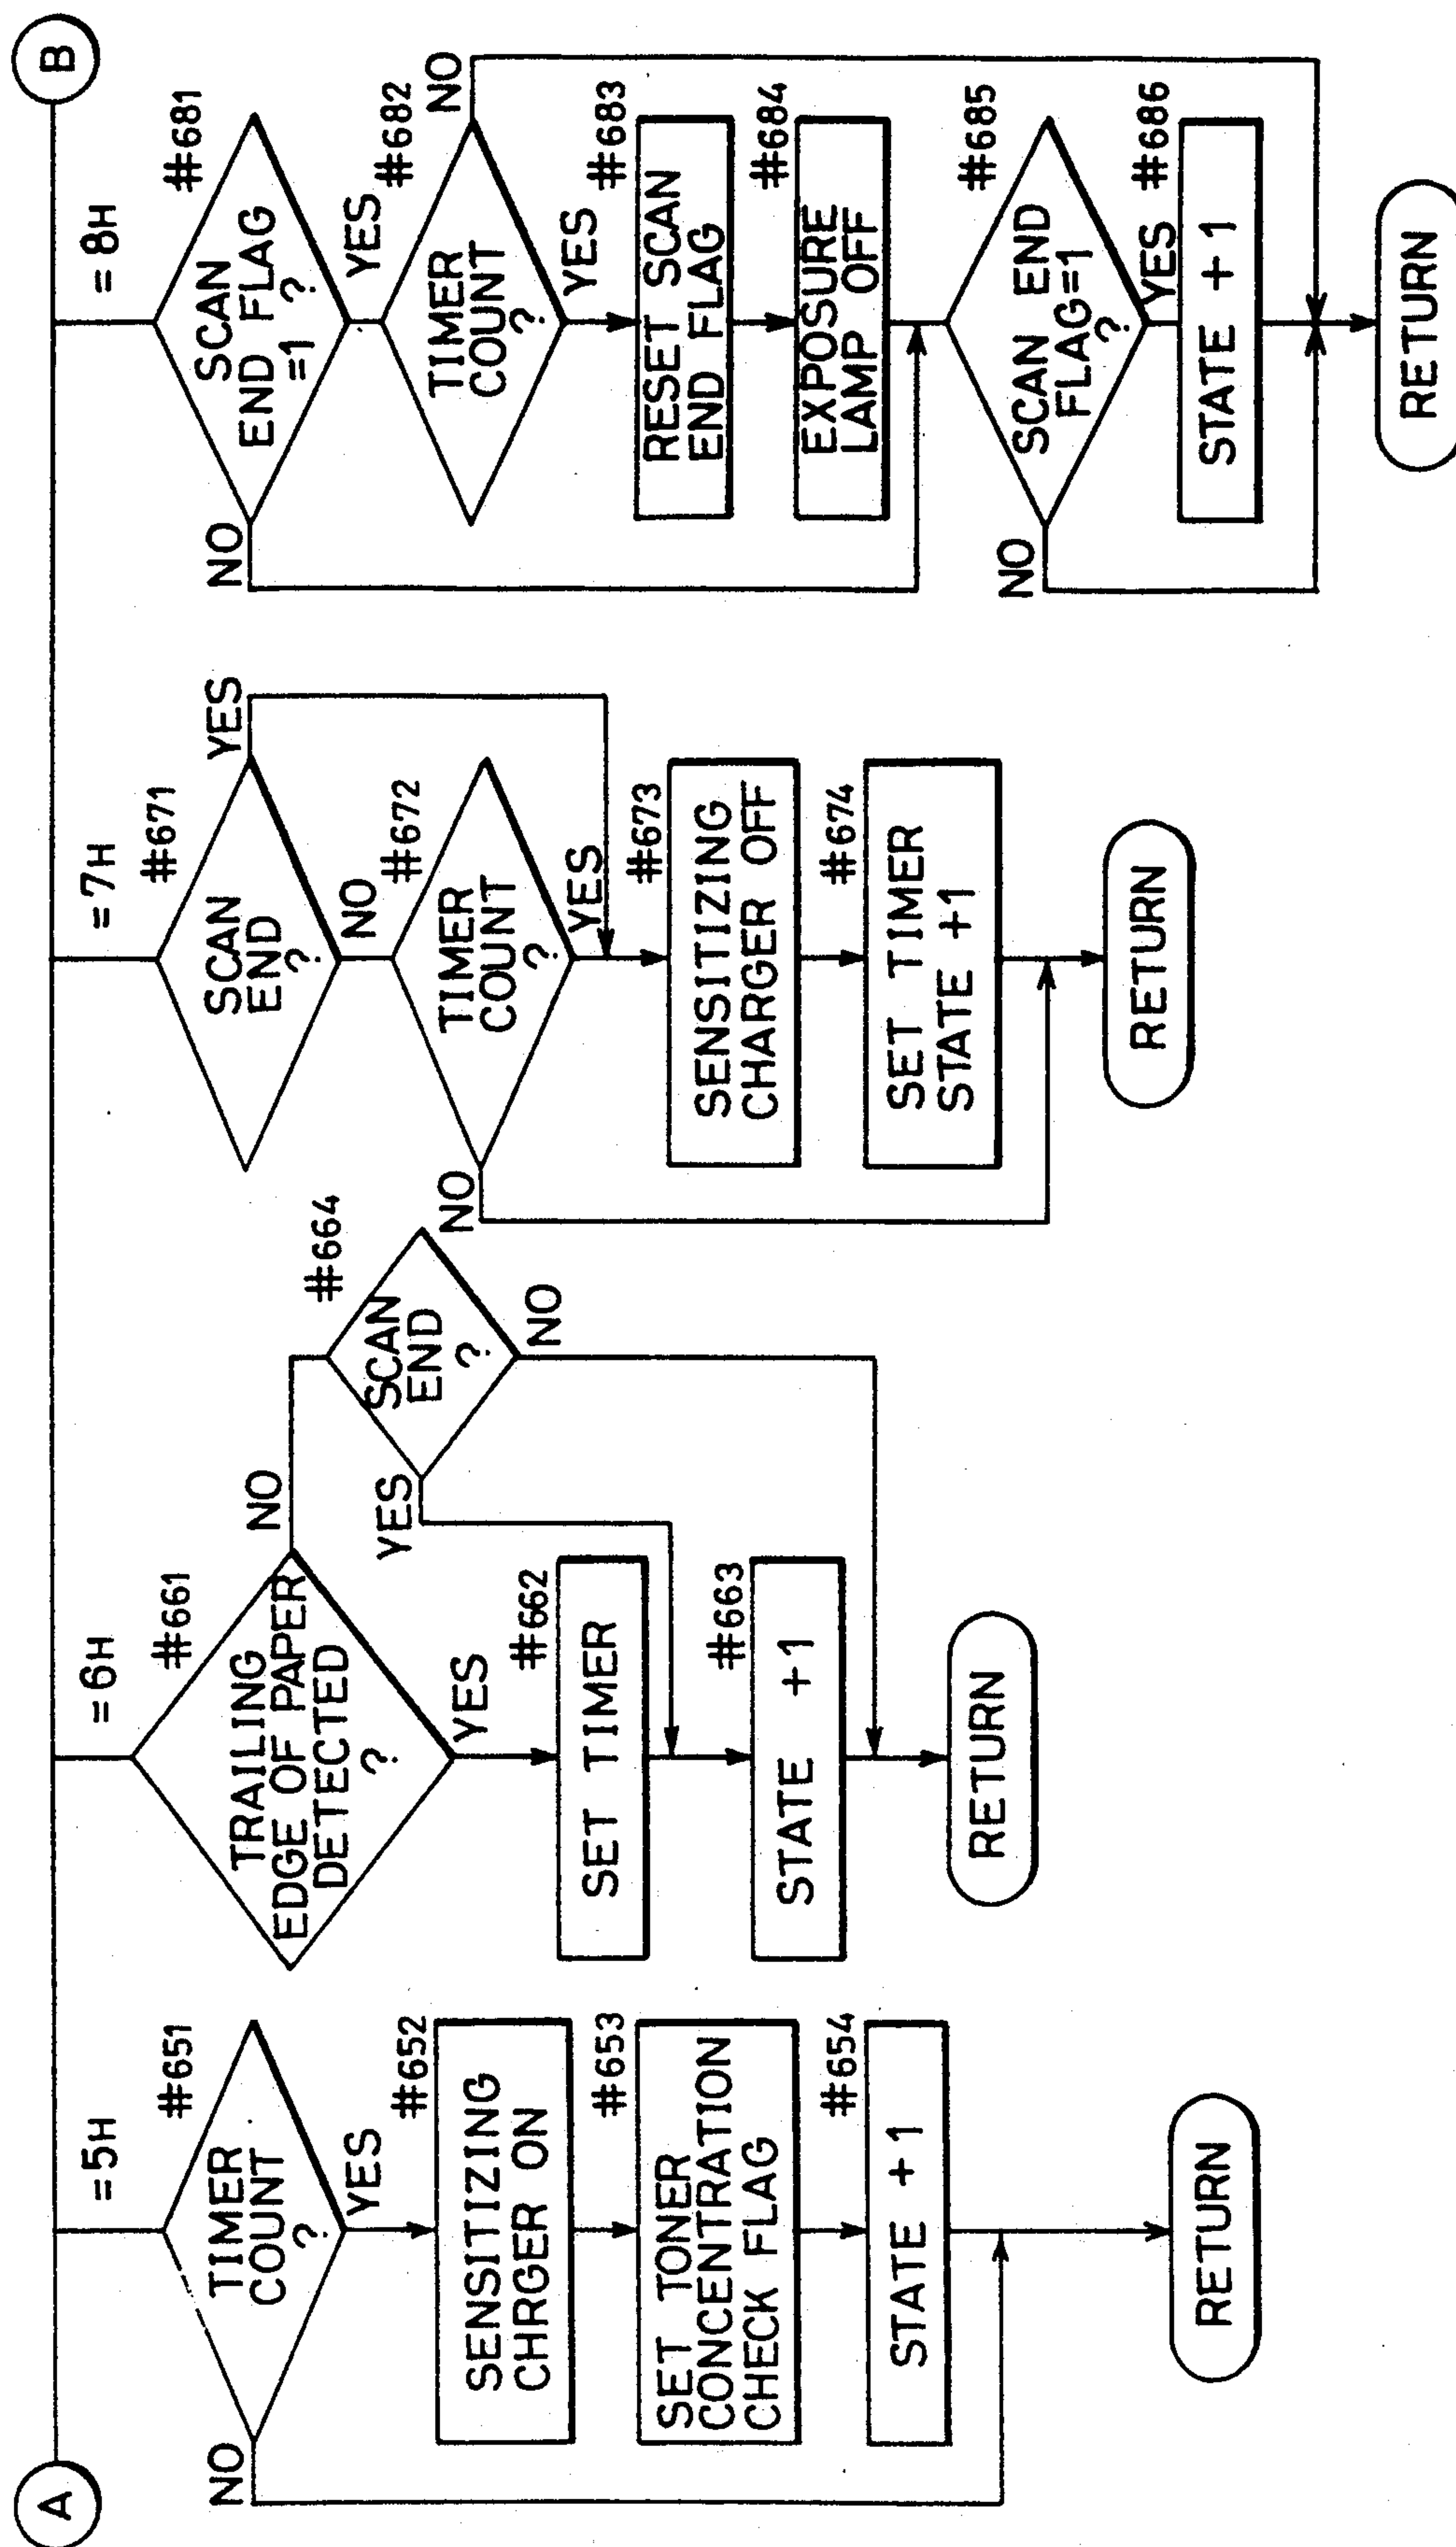 A
=5H
#651
TIMER
COUNT
?
NO
YES
#652
SENSITIZING
CHRGER ON
#653
SET TONER
CONCENTRATION
CHECK FLAG
#654
STATE +1
RETURN
=6H
#661
TRAILING
EDGE OF PAPER
DETECTED
?
NO
YES
#664
SCAN
END
?
YES
NO
#662
SET TIMER
#663
STATE +1
RETURN
=7H
#671
SCAN
END
?
YES
NO
#672
TIMER
COUNT
?
NO
YES
#673
SENSITIZING
CHARGER OFF
#674
SET TIMER
STATE +1
RETURN
=8H
#681
SCAN
END FLAG
=1 ?
NO
YES
#682
TIMER
COUNT
?
NO
YES
#683
RESET SCAN
END FLAG
#684
EXPOSURE
LAMP OFF
#685
SCAN END
FLAG=1
?
NO
YES
#686
STATE +1
RETURN
B